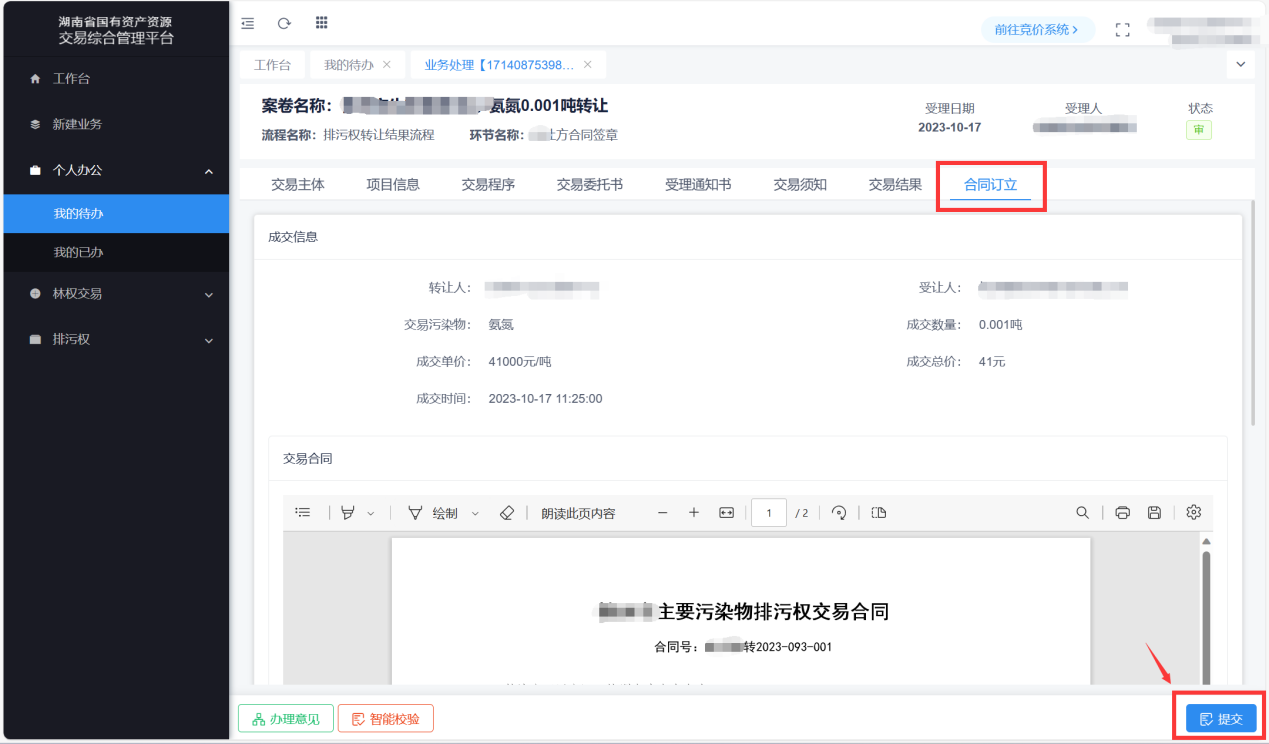 湖南省国有资产资源
交易综合管理平台
前往竞价系统
工作台
我的待办
业务处理【17140875398...
工作台
新建业务
个人办公
我的待办
我的已办
林权交易
排污权
案卷名称：
氨氮0.001吨转让
流程名称：排污权转让结果流程
环节名称：
方合同签章
受理日期
2023-10-17
受理人
状态
审
交易主体
项目信息
交易程序
交易委托书
受理通知书
交易须知
交易结果
合同订立
成交信息
转让人：
受让人：
交易污染物：氨氮
成交数量：0.001吨
成交单价：41000元/吨
成交总价：41元
成交时间：2023-10-17 11:25:00
交易合同
绘制
朗读此页内容
1
/ 2
主要污染物排污权交易合同
合同号：
转2023-093-001
办理意见
智能校验
提交